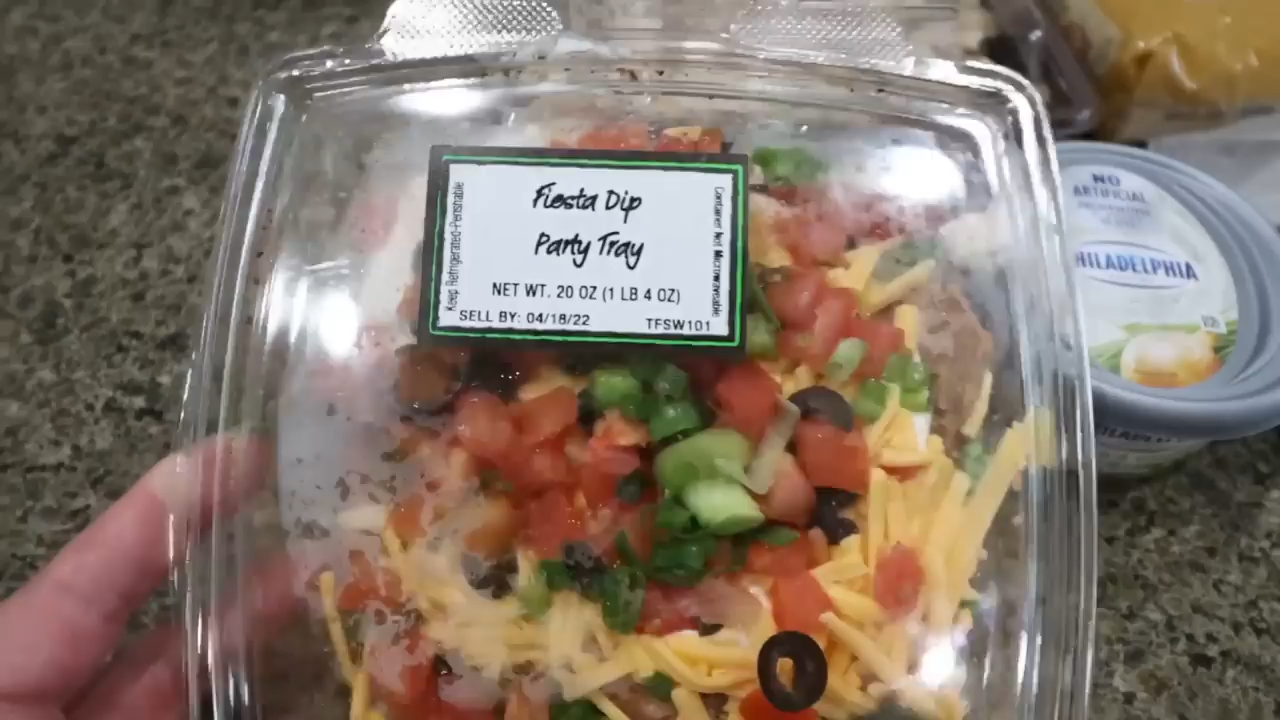 Fiesta Dip
Party Tray
NET WT. 20 OZ (1 LB 4 OZ)
SELL BY: 04/18/22 TFSW101
Keep Refrigerated-Perishable
Container Not Microwavable
NO
ARTIFICIAL
PHILADELPHIA